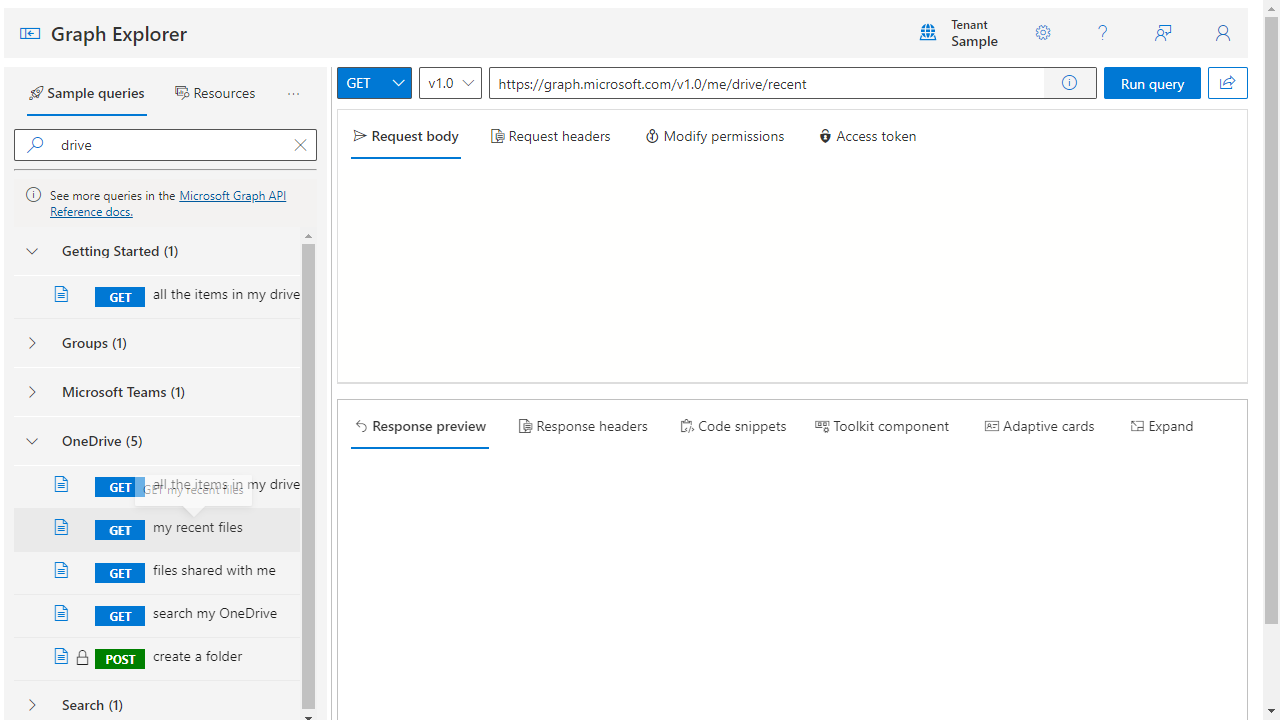 Graph Explorer
Tenant
Sample
Sample queries
Resources
drive
See more queries in the Microsoft Graph API
Reference docs.
Getting Started (1)
GET all the items in my drive
Groups (1)
Microsoft Teams (1)
OneDrive (5)
GET all the items in my drive
GET my recent files
GET my recent files
GET files shared with me
GET search my OneDrive
POST create a folder
Search (1)
GET
v1.0
https://graph.microsoft.com/v1.0/me/drive/recent
Run query
Request body
Request headers
Modify permissions
Access token
Response preview
Response headers
Code snippets
Toolkit component
Adaptive cards
Expand